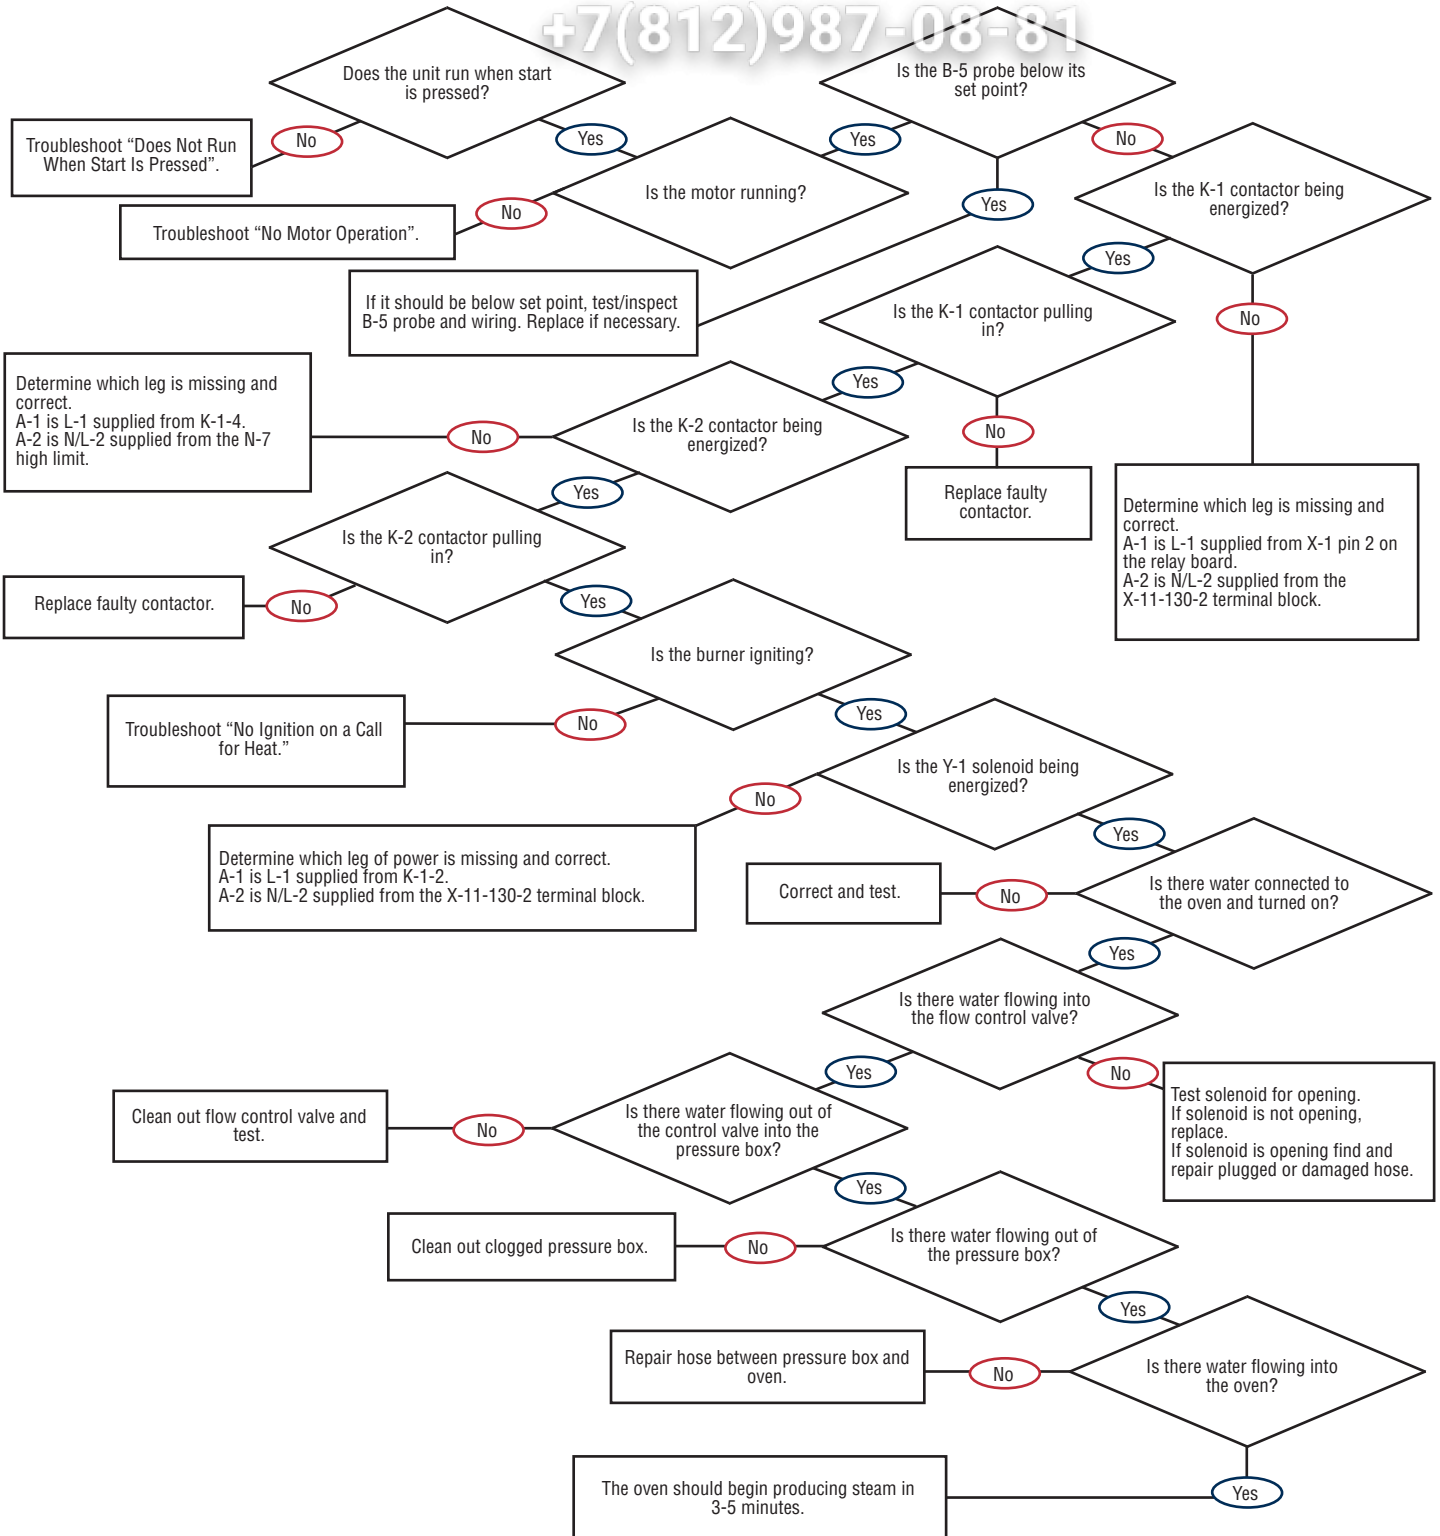 +7(812)987-08-81
Does the unit run when start
is pressed?
Is the B-5 probe below its
set point?
No
Yes
Yes
No
Troubleshoot “Does Not Run
When Start Is Pressed”.
Is the motor running?
Is the K-1 contactor being
energized?
No
Yes
Troubleshoot “No Motor Operation”.
Yes
If it should be below set point, test/inspect
B-5 probe and wiring. Replace if necessary.
Is the K-1 contactor pulling
in?
No
Determine which leg is missing and
correct.
A-1 is L-1 supplied from K-1-4.
A-2 is N/L-2 supplied from the N-7
high limit.
Yes
No
Is the K-2 contactor being
energized?
No
Yes
Replace faulty
contactor.
Determine which leg is missing and
correct.
A-1 is L-1 supplied from X-1 pin 2 on
the relay board.
A-2 is N/L-2 supplied from the
X-11-130-2 terminal block.
Is the K-2 contactor pulling
in?
Replace faulty contactor.
No
Yes
Is the burner igniting?
Troubleshoot “No Ignition on a Call
for Heat.”
No
Yes
Is the Y-1 solenoid being
energized?
No
Yes
Determine which leg of power is missing and correct.
A-1 is L-1 supplied from K-1-2.
A-2 is N/L-2 supplied from the X-11-130-2 terminal block.
Correct and test.
No
Is there water connected to
the oven and turned on?
Yes
Is there water flowing into
the flow control valve?
Yes
No
Test solenoid for opening.
If solenoid is not opening,
replace.
If solenoid is opening find and
repair plugged or damaged hose.
Clean out flow control valve and
test.
No
Is there water flowing out of
the control valve into the
pressure box?
Yes
Clean out clogged pressure box.
No
Is there water flowing out of
the pressure box?
Yes
Repair hose between pressure box and
oven.
No
Is there water flowing into
the oven?
The oven should begin producing steam in
3-5 minutes.
Yes